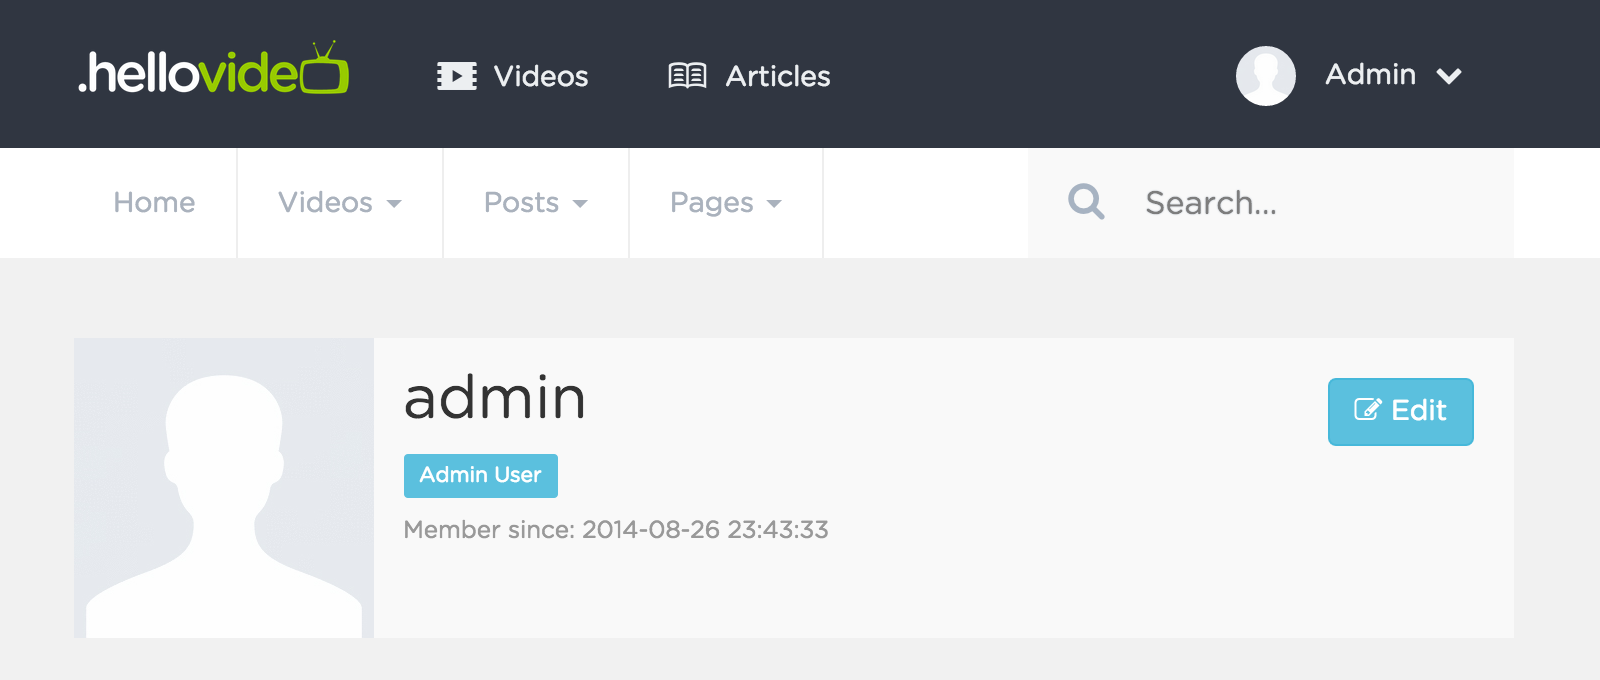 .hellovideo Videos Articles Admin
Home Videos Posts Pages Search...
admin
Edit
Admin User
Member since: 2014-08-26 23:43:33